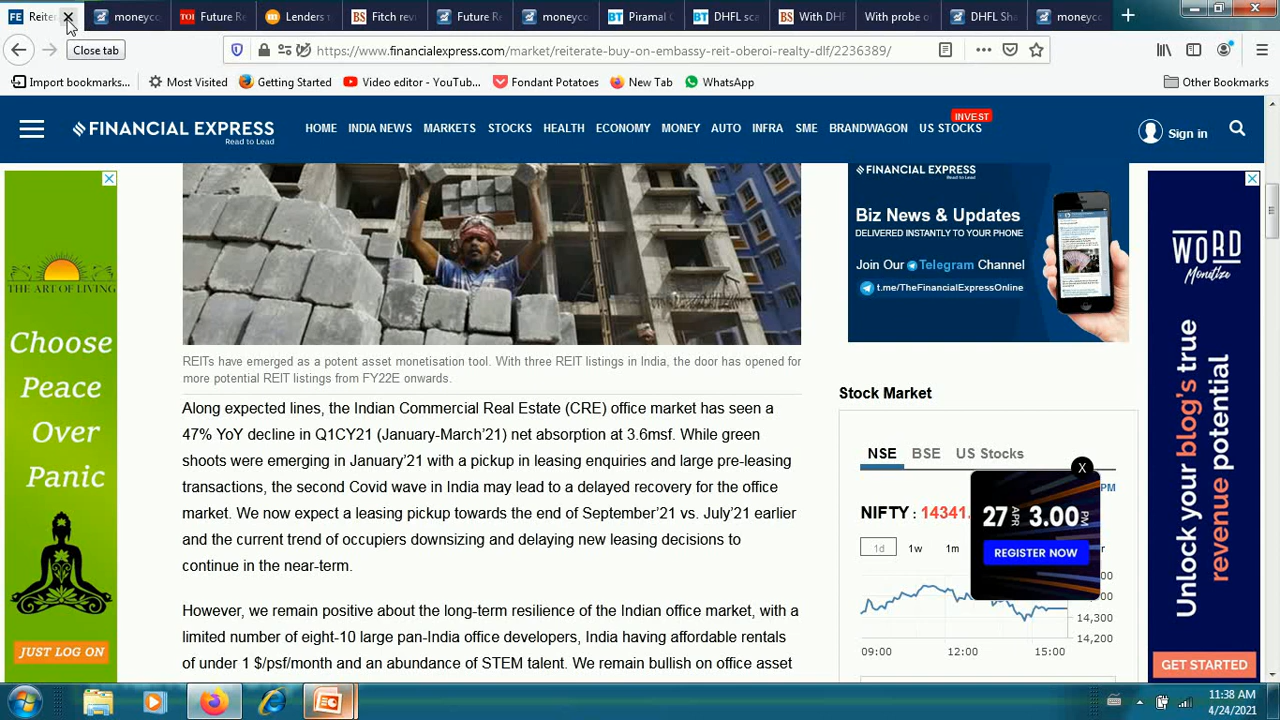 Reiter
moneyco
Future Re
Lenders t
Fitch revi
Future Re
moneyco
Piramal C
DHFL sca
With DHF
With probe o
DHFL Sha
moneyco
Close tab
https://www.financialexpress.com/market/reiterate-buy-on-embassy-reit-oberoi-realty-dlf/2236389/
Import bookmarks...
Most Visited
Getting Started
Video editor - YouTub...
Fondant Potatoes
New Tab
WhatsApp
Other Bookmarks
FINANCIAL EXPRESS
Read to Lead
HOME INDIA NEWS MARKETS STOCKS HEALTH ECONOMY MONEY AUTO INFRA SME BRANDWAGON US STOCKS
INVEST
Sign in
REITs have emerged as a potent asset monetisation tool. With three REIT listings in India, the door has opened for
more potential REIT listings from FY22E onwards.
Along expected lines, the Indian Commercial Real Estate (CRE) office market has seen a
47% YoY decline in Q1CY21 (January-March'21) net absorption at 3.6msf. While green
shoots were emerging in January'21 with a pickup in leasing enquiries and large pre-leasing
transactions, the second Covid wave in India may lead to a delayed recovery for the office
market. We now expect a leasing pickup towards the end of September'21 vs. July'21 earlier
and the current trend of occupiers downsizing and delaying new leasing decisions to
continue in the near-term.
However, we remain positive about the long-term resilience of the Indian office market, with a
limited number of eight-10 large pan-India office developers, India having affordable rentals
of under 1 $/psf/month and an abundance of STEM talent. We remain bullish on office asset
THE ART OF LIVING
Choose
Peace
Over
Panic
JUST LOG ON
FINANCIAL EXPRESS
Read to Lead
Biz News & Updates
DELIVERED INSTANTLY TO YOUR PHONE
Join Our Telegram Channel
t.me/TheFinancialExpressOnline
Stock Market
NSE BSE US Stocks
X
PM
NIFTY : 14341.
27 APR 3.00 PM
REGISTER NOW
1d 1w 1m
14,300
14,200
09:00 12:00 15:00
WORD
Monetize
Unlock your blog's true
revenue potential
GET STARTED
11:38 AM
4/24/2021